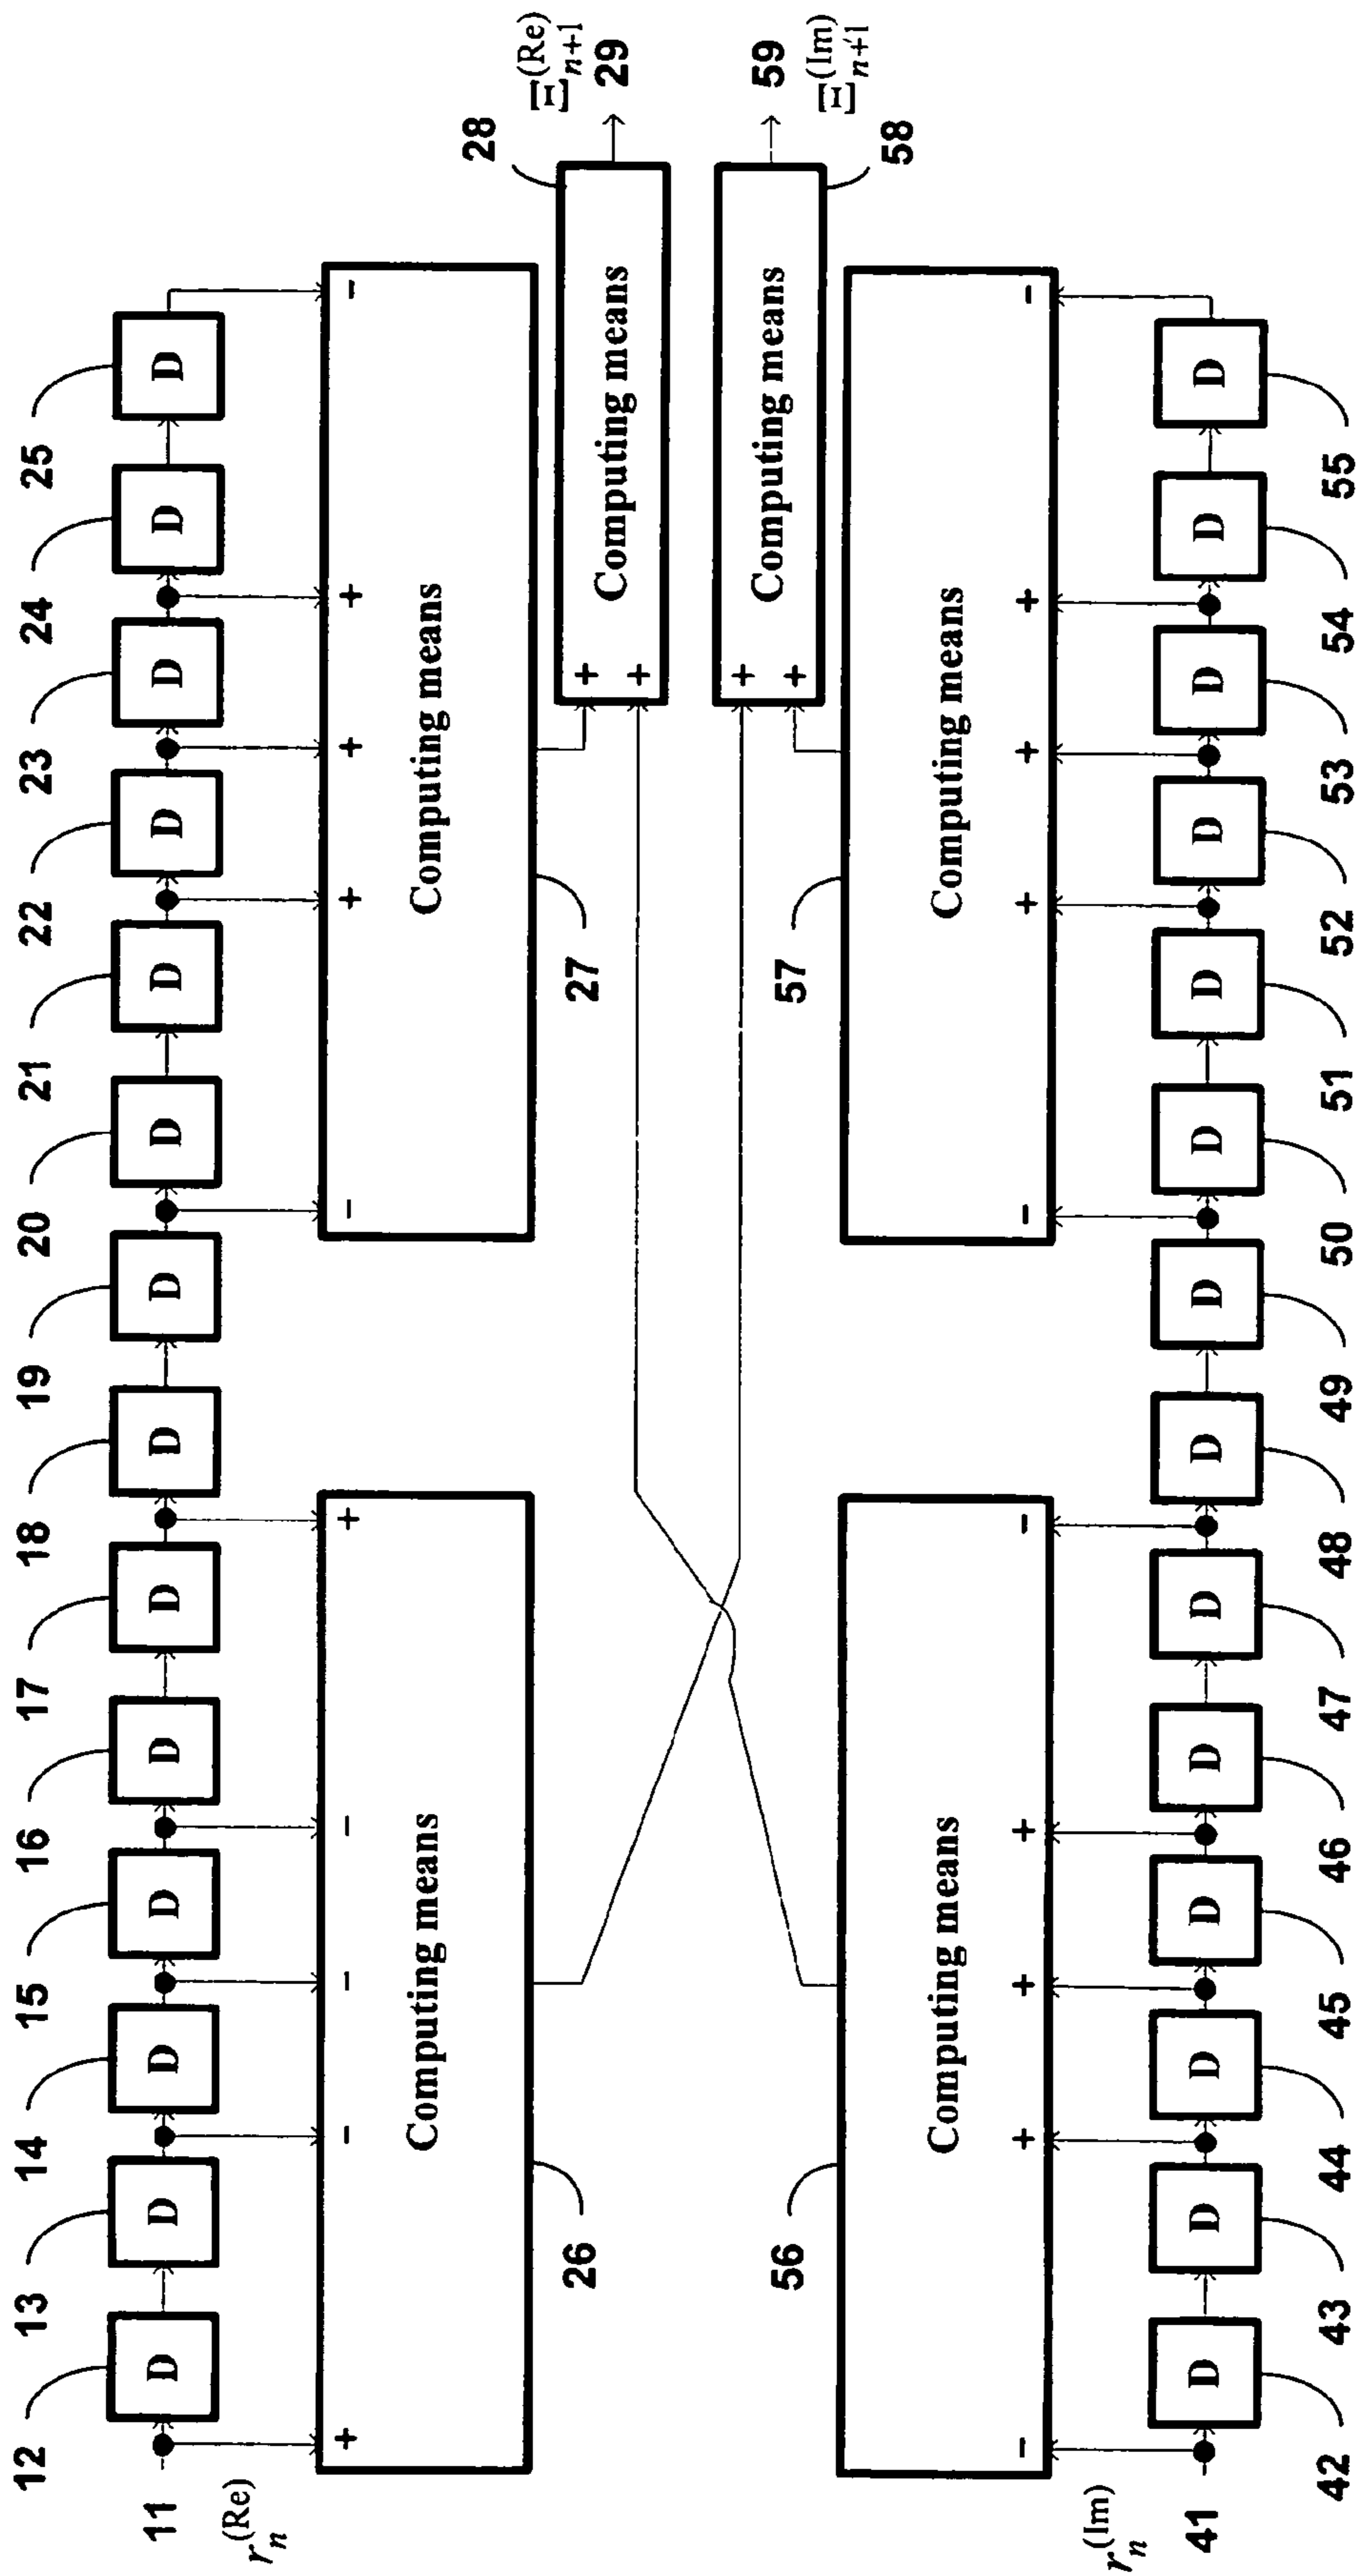 12 13 14 15 16 17 18 19 20 21 22 23 24 25
D D D D D D D D D D D D D D
11
r_n^(Re)
+ - - - + - + + + -
Computing means
Computing means
26
27
28
Ξ_{n+1}^(Re)
29
+
+
Computing means
+
+
Computing means
59
Ξ_{n+1}^(Im)
58
56
57
Computing means
Computing means
- + + + - - + + + -
r_n^(Im)
41
D D D D D D D D D D D D D D
42 43 44 45 46 47 48 49 50 51 52 53 54 55